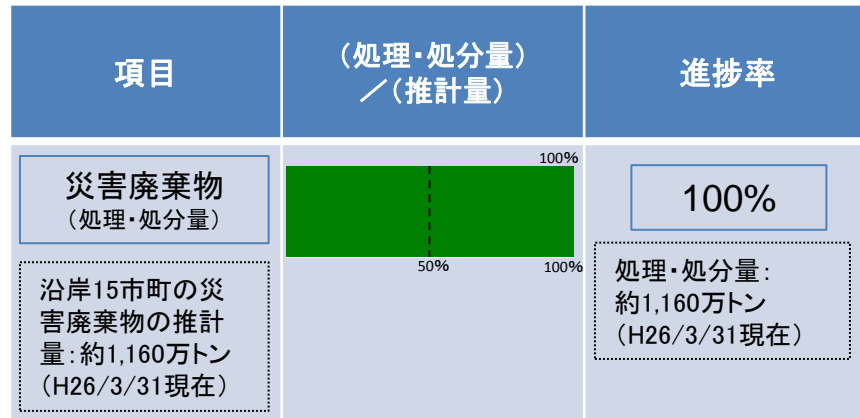 項目
（処理・処分量）
／（推計量）
進捗率
災害廃棄物
（処理・処分量）
沿岸15市町の災
害廃棄物の推計
量：約1,160万トン
（H26/3/31現在）
100%
50%
100%
100%
処理・処分量：
約1,160万トン
（H26/3/31現在）